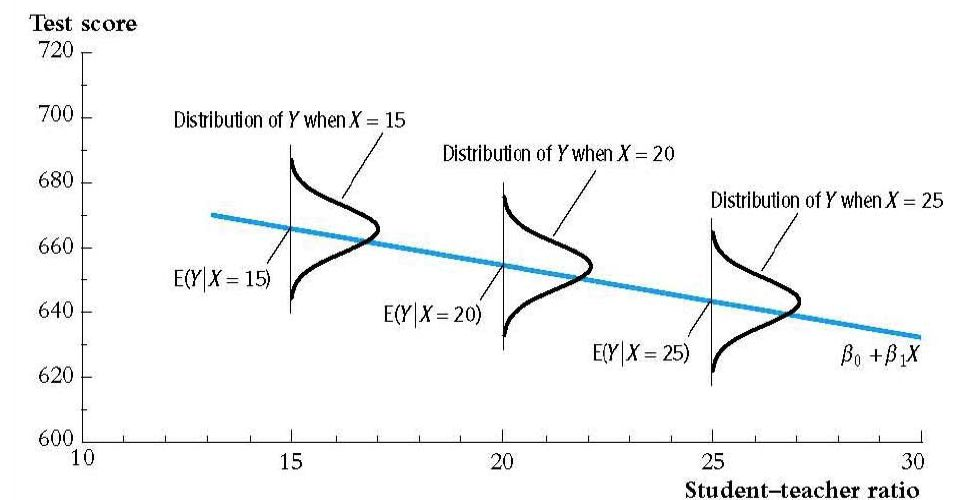 Test score
720
700
Distribution of Y when X = 15
Distribution of Y when X = 20
680
Distribution of Y when X = 25
660
E(Y|X = 15)
640
E(Y|X = 20)
E(Y|X = 25)
β₀ +β₁X
620
600
10 15 20 25 30
Student–teacher ratio